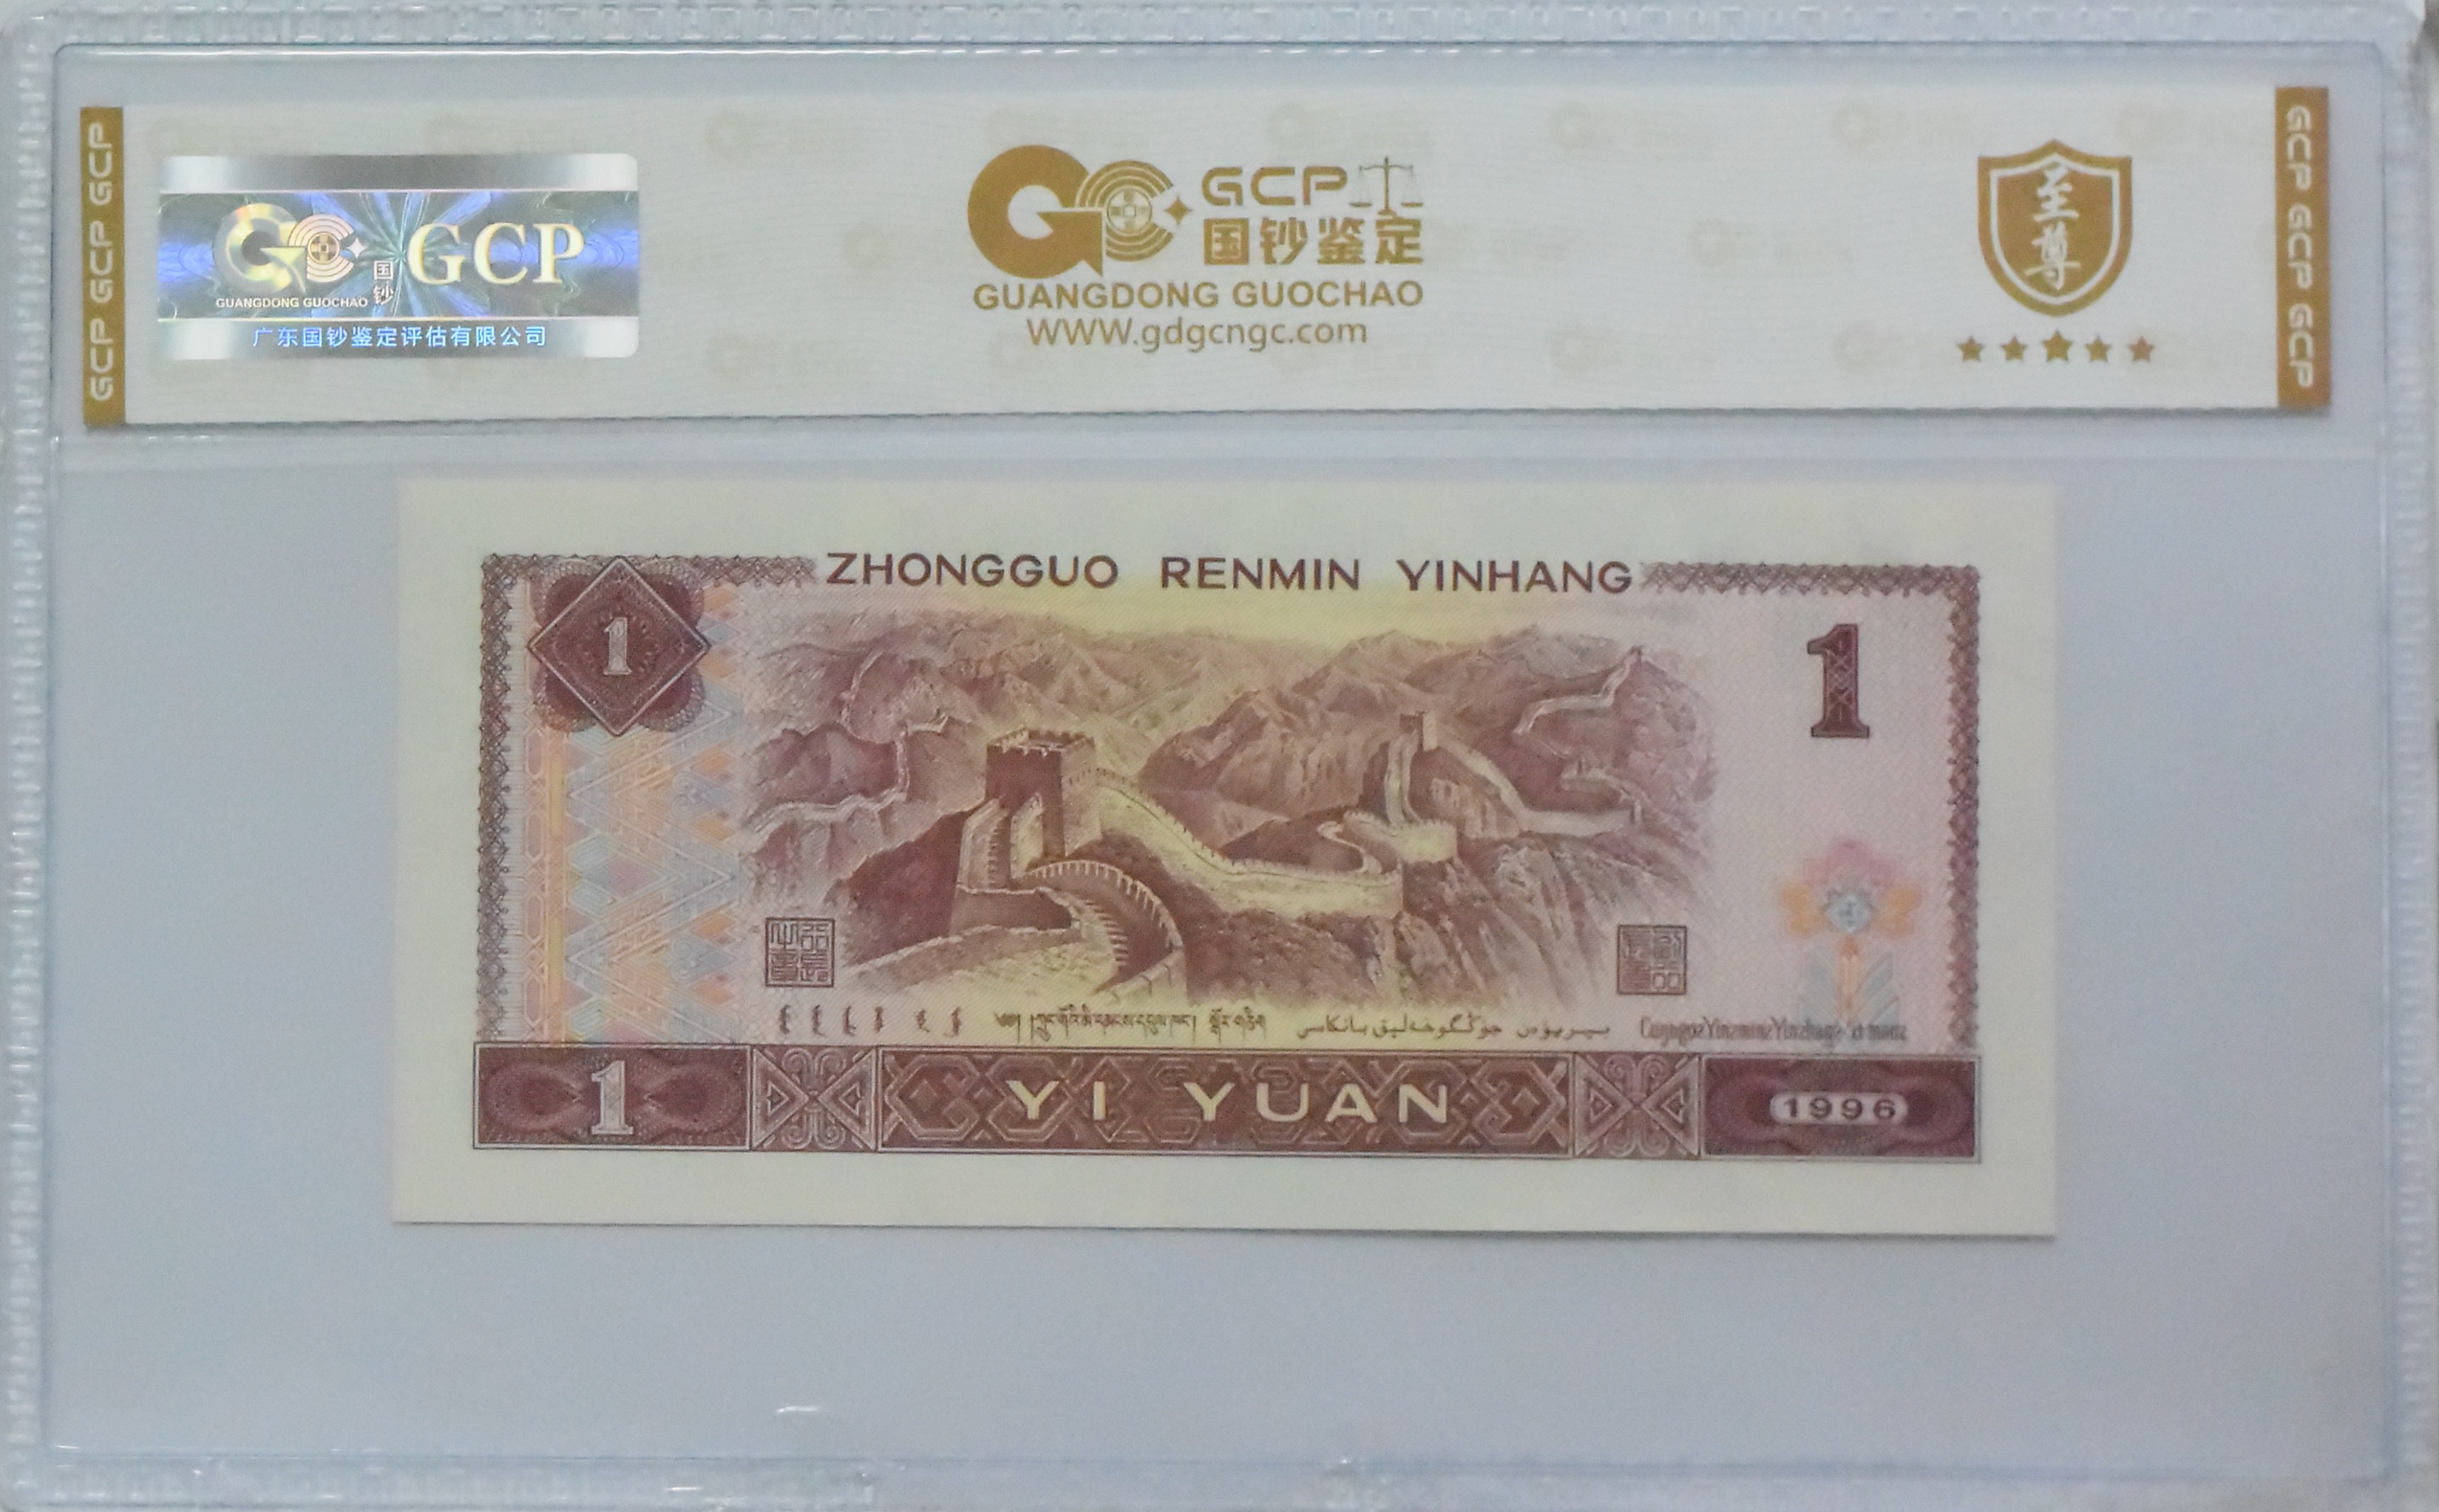 GCP GCP GCP
GUANGDONG GUOCHAO
国钞
GCP
广东国钞鉴定评估有限公司
GCP
国钞鉴定
GUANGDONG GUOCHAO
WWW.gdgcngc.com
至尊
GCP GCP GCP
ZHONGGUO RENMIN YINHANG
1
1
1
YI YUAN
1996